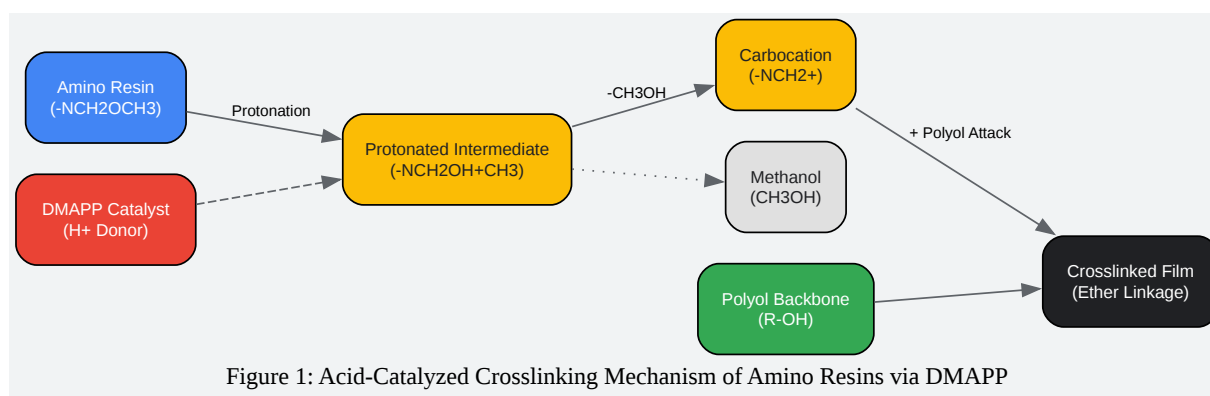 Amino Resin
(-NCH2OCH3)
Protonation
DMAPP Catalyst
(H+ Donor)
Protonated Intermediate
(-NCH2OH+CH3)
-CH3OH
Carbocation
(-NCH2+)
+ Polyol Attack
Methanol
(CH3OH)
Polyol Backbone
(R-OH)
Crosslinked Film
(Ether Linkage)
Figure 1: Acid-Catalyzed Crosslinking Mechanism of Amino Resins via DMAPP